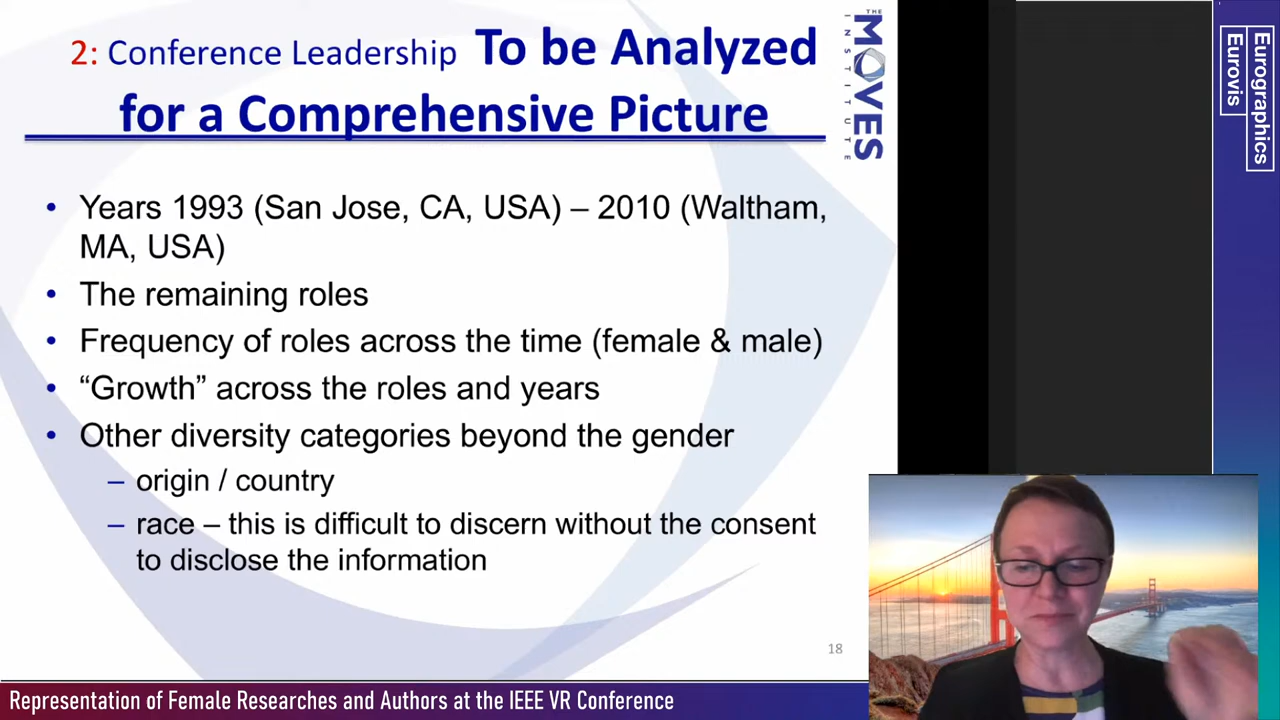 2: Conference Leadership To be Analyzed
for a Comprehensive Picture
THE
MOVES
INSTITUTE
• Years 1993 (San Jose, CA, USA) – 2010 (Waltham,
MA, USA)
• The remaining roles
• Frequency of roles across the time (female & male)
• “Growth” across the roles and years
• Other diversity categories beyond the gender
– origin / country
– race – this is difficult to discern without the consent
to disclose the information
18
Eurographics
Eurovis
Representation of Female Researches and Authors at the IEEE VR Conference